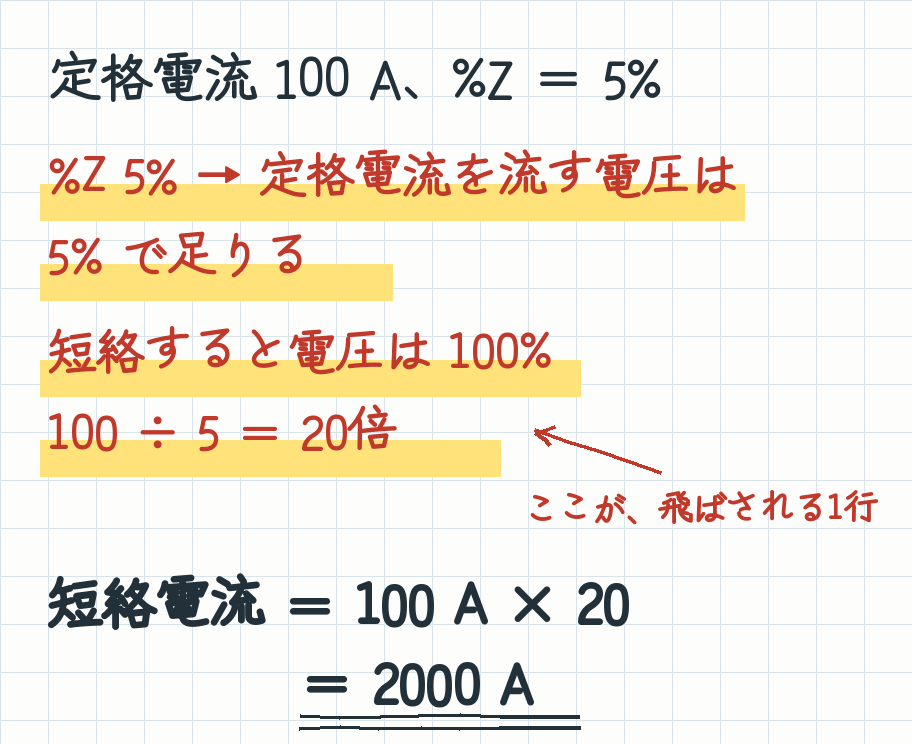 定格電流 100 A、%Z = 5%
%Z 5% → 定格電流を流す電圧は
5% で足りる
短絡すると電圧は 100%
100 ÷ 5 = 20倍
ここが、飛ばされる1行
短絡電流 = 100 A × 20
= 2000 A